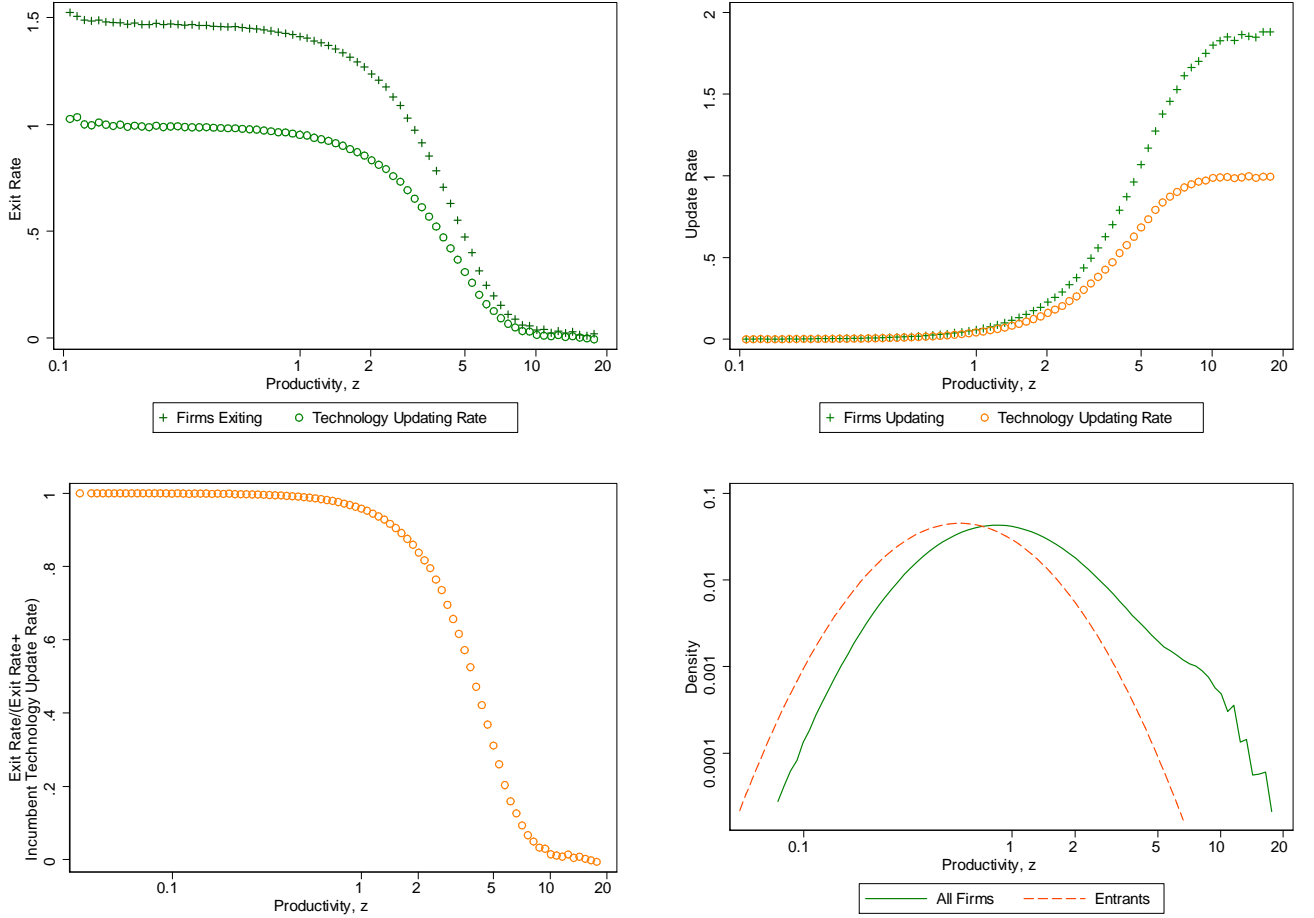 1.5
1
.5
0
Exit Rate
0.1 1 2 5 10 20
Productivity, z
Firms Exiting Technology Updating Rate
2
1.5
1
.5
0
Update Rate
0.1 1 2 5 10 20
Productivity, z
Firms Updating Technology Updating Rate
1
.8
.6
.4
.2
0
Exit Rate/(Exit Rate+
Incumbent Technology Update Rate)
0.1 1 2 5 10 20
Productivity, z
0.1
0.01
0.001
0.0001
Density
0.1 1 2 5 10 20
Productivity, z
All Firms Entrants